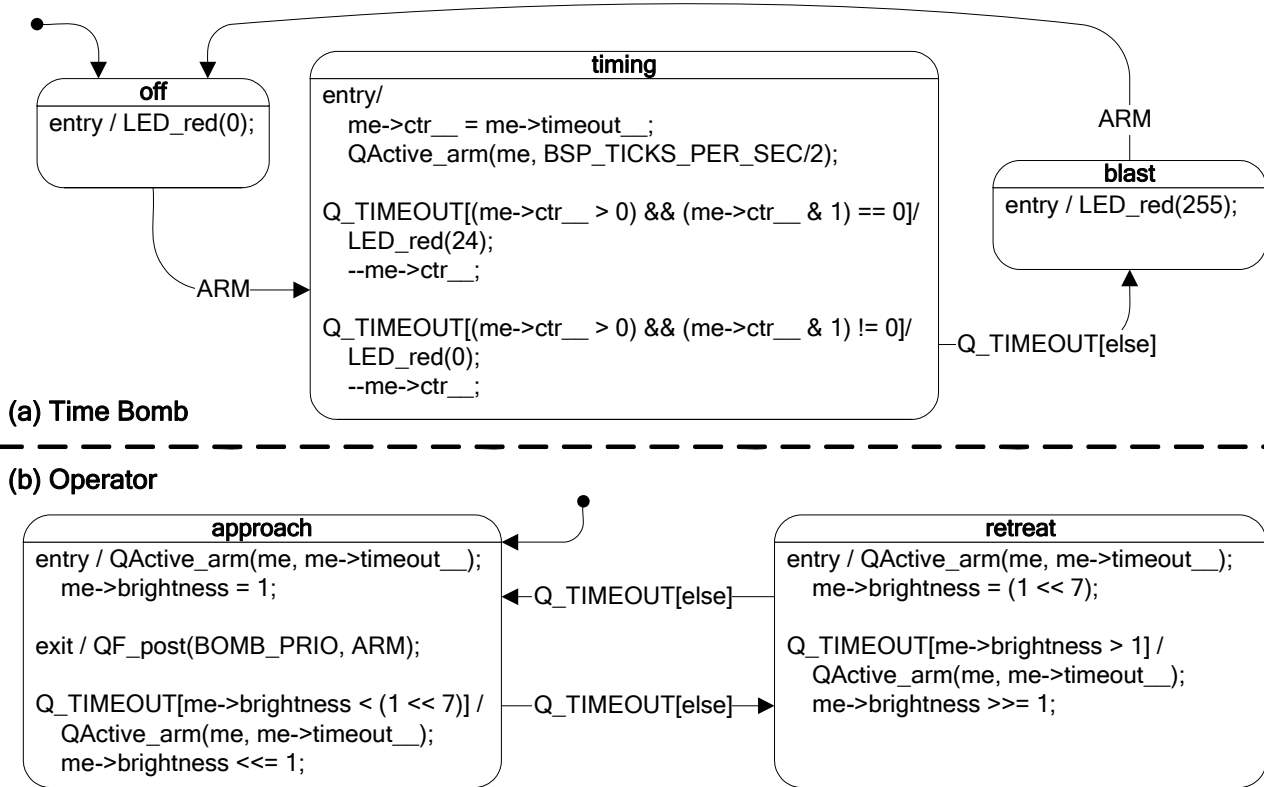 off
entry / LED_red(0);
timing
entry/
me->ctr__ = me->timeout__;
QActive_arm(me, BSP_TICKS_PER_SEC/2);
Q_TIMEOUT[(me->ctr__ > 0) && (me->ctr__ & 1) == 0]/
LED_red(24);
--me->ctr__;
Q_TIMEOUT[(me->ctr__ > 0) && (me->ctr__ & 1) != 0]/
LED_red(0);
--me->ctr__;
ARM
blast
entry / LED_red(255);
ARM
Q_TIMEOUT[else]
(a) Time Bomb
(b) Operator
approach
entry / QActive_arm(me, me->timeout__);
me->brightness = 1;
exit / QF_post(BOMB_PRIO, ARM);
Q_TIMEOUT[me->brightness < (1 << 7)] /
QActive_arm(me, me->timeout__);
me->brightness <<= 1;
Q_TIMEOUT[else]
Q_TIMEOUT[else]
retreat
entry / QActive_arm(me, me->timeout__);
me->brightness = (1 << 7);
Q_TIMEOUT[me->brightness > 1] /
QActive_arm(me, me->timeout__);
me->brightness >>= 1;